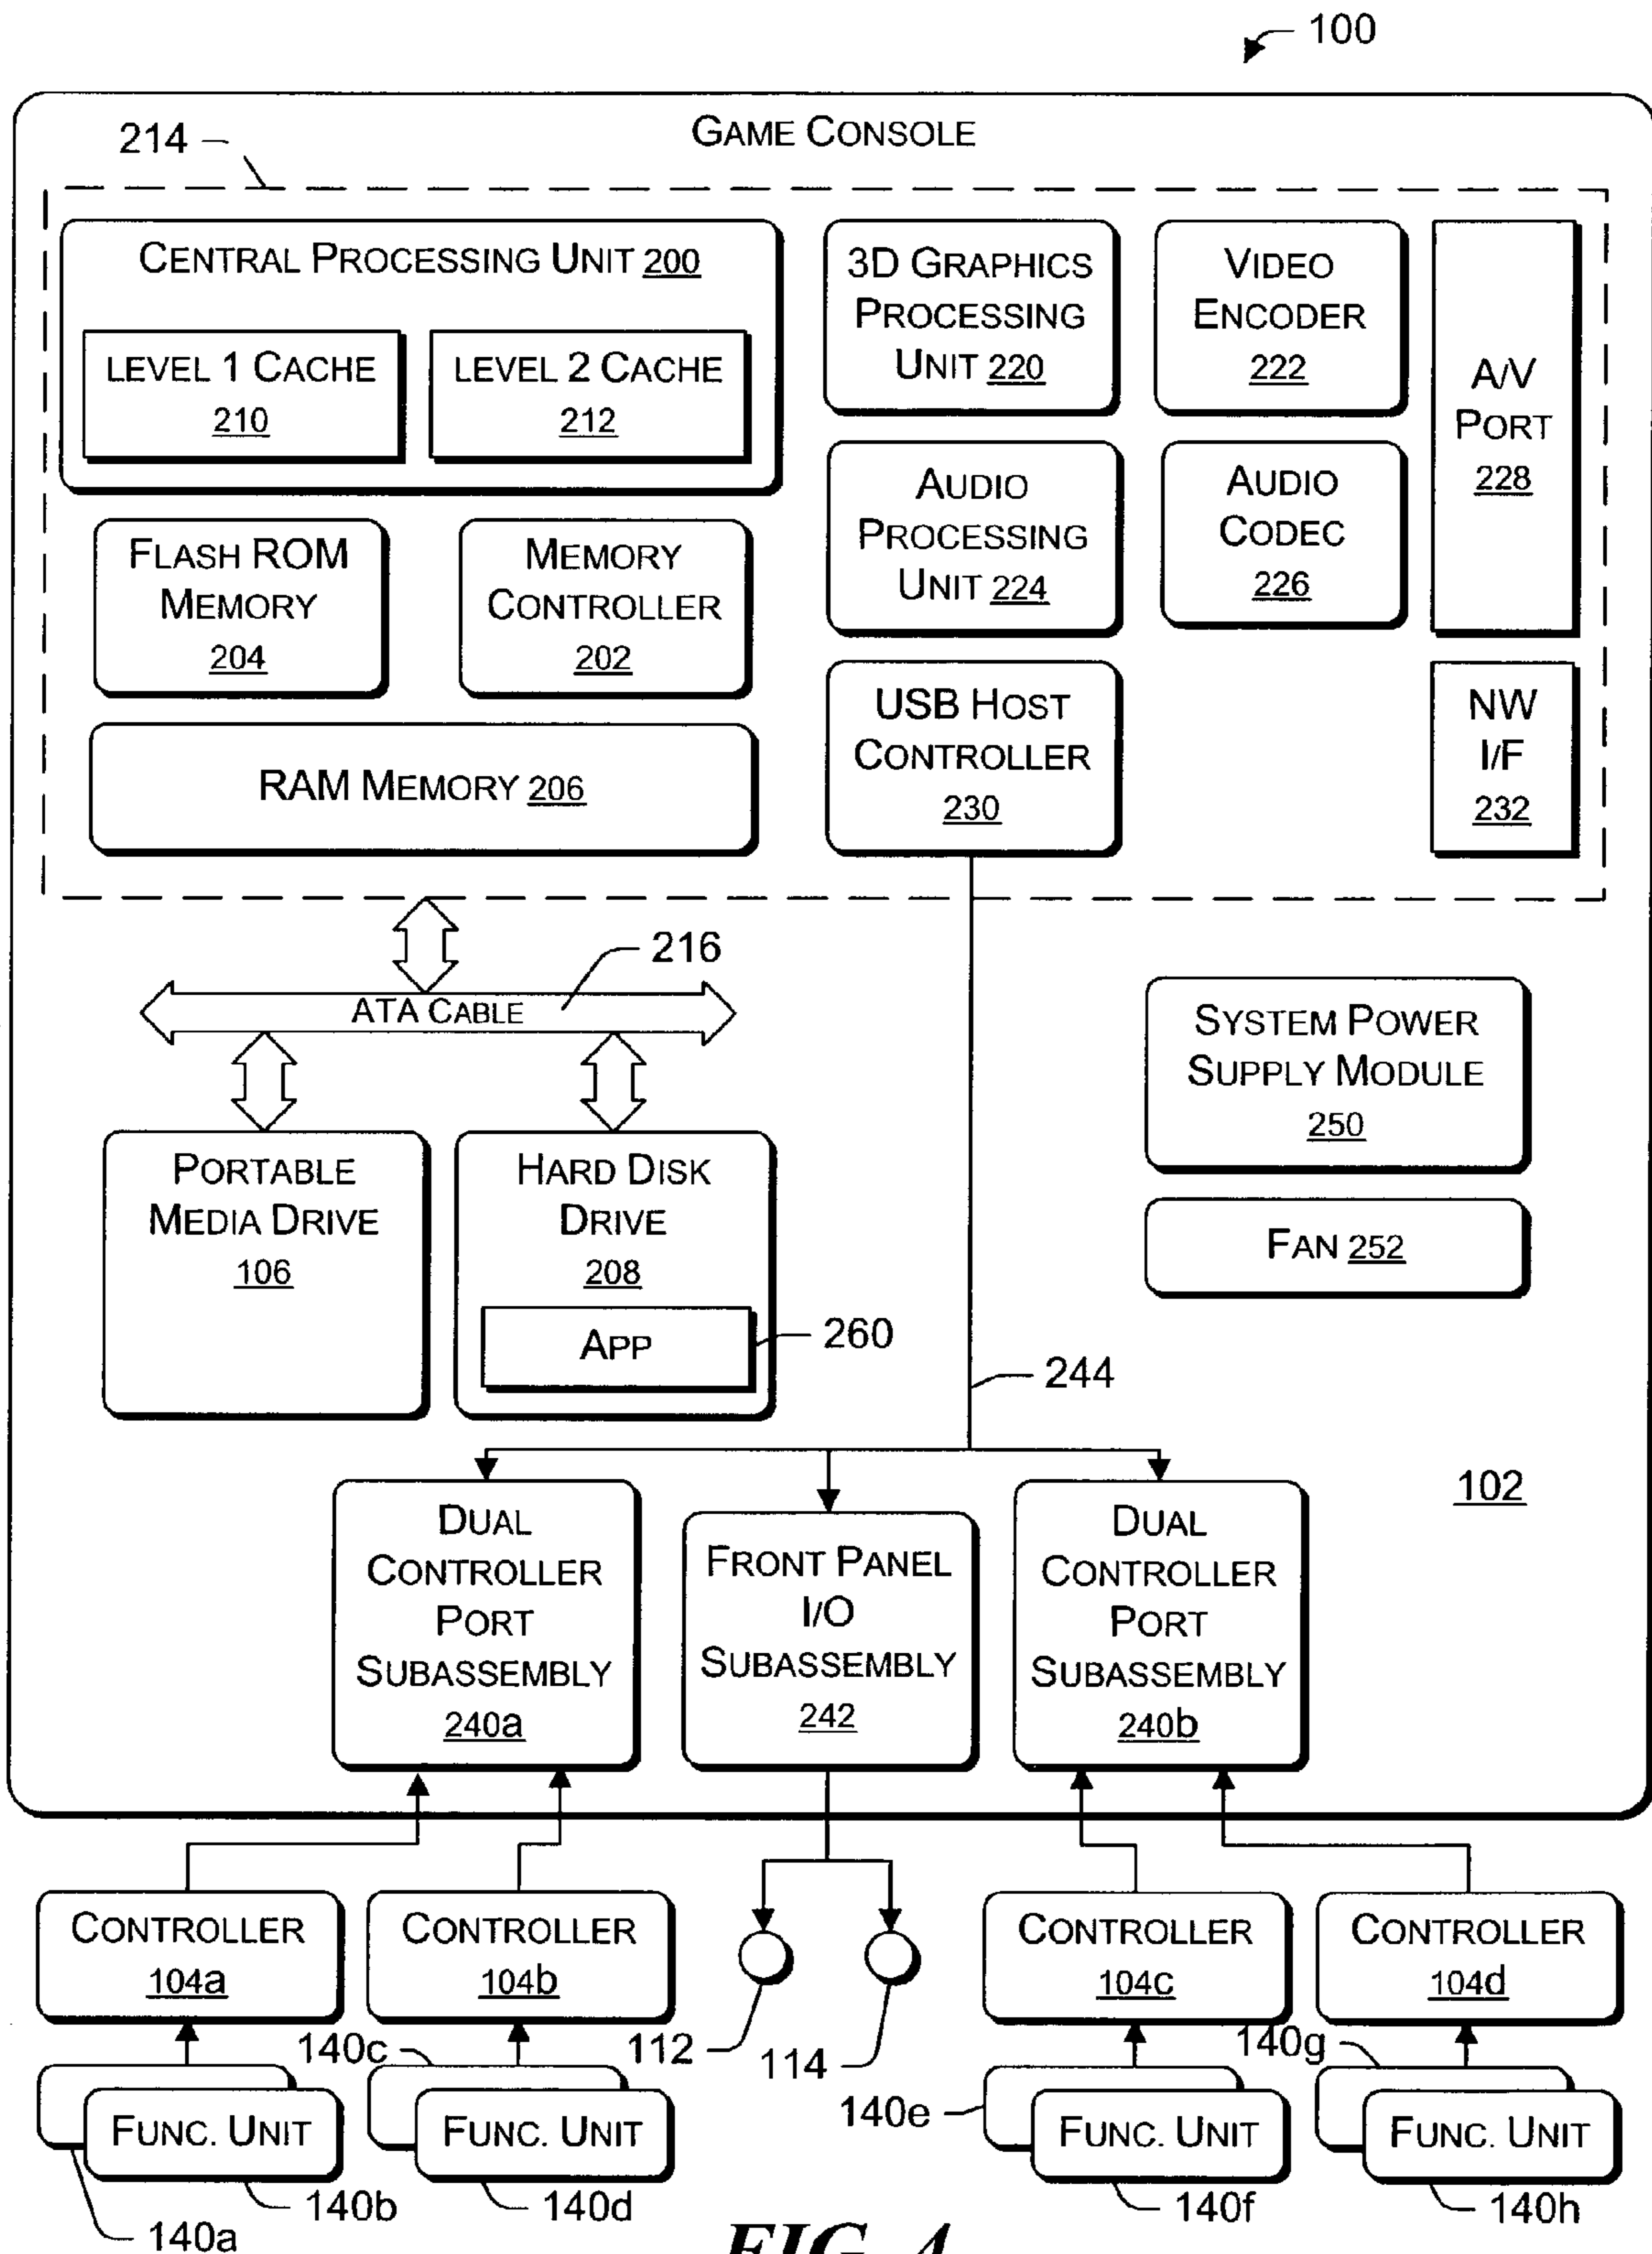 100
GAME CONSOLE
214
CENTRAL PROCESSING UNIT 200
LEVEL 1 CACHE
210
LEVEL 2 CACHE
212
3D GRAPHICS
PROCESSING
UNIT 220
VIDEO
ENCODER
222
A/V
PORT
228
FLASH ROM
MEMORY
204
MEMORY
CONTROLLER
202
AUDIO
PROCESSING
UNIT 224
AUDIO
CODEC
226
RAM MEMORY 206
USB HOST
CONTROLLER
230
NW
I/F
232
216
ATA CABLE
SYSTEM POWER
SUPPLY MODULE
250
PORTABLE
MEDIA DRIVE
106
HARD DISK
DRIVE
208
APP
260
FAN 252
244
102
DUAL
CONTROLLER
PORT
SUBASSEMBLY
240a
FRONT PANEL
I/O
SUBASSEMBLY
242
DUAL
CONTROLLER
PORT
SUBASSEMBLY
240b
CONTROLLER
104a
CONTROLLER
104b
112
114
CONTROLLER
104c
CONTROLLER
104d
140c
140g
140e
FUNC. UNIT
FUNC. UNIT
FUNC. UNIT
FUNC. UNIT
140a
140b
140d
140f
140h
FIG. 4